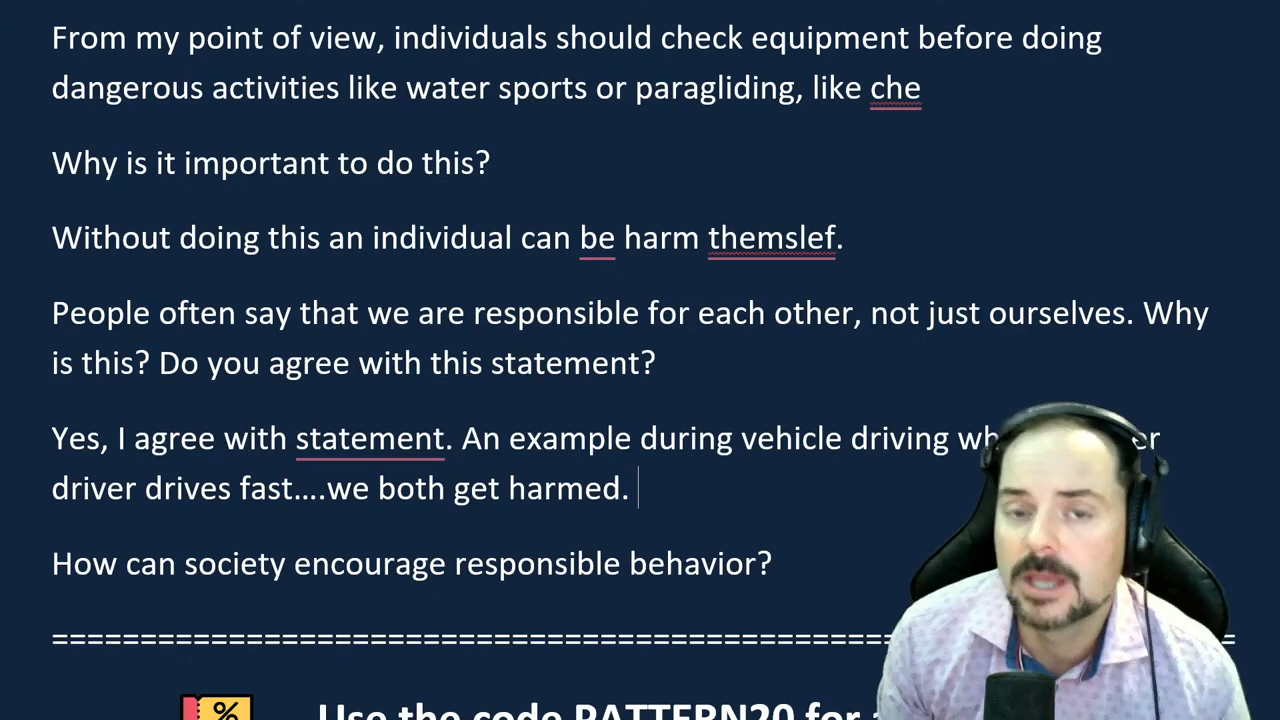 From my point of view, individuals should check equipment before doing
dangerous activities like water sports or paragliding, like che
Why is it important to do this?
Without doing this an individual can be harm themslef.
People often say that we are responsible for each other, not just ourselves. Why
is this? Do you agree with this statement?
Yes, I agree with statement. An example during vehicle driving
driver drives fast….we both get harmed.
How can society encourage responsible behavior?
===================================================
%
Use the code PATTERN20 for